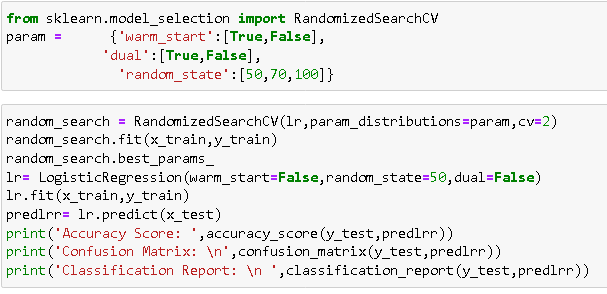 from sklearn.model_selection import RandomizedSearchCV
param =      {'warm_start':[True,False],
             'dual':[True,False],
               'random_state':[50,70,100]}
random_search = RandomizedSearchCV(lr,param_distributions=param,cv=2)
random_search.fit(x_train,y_train)
random_search.best_params_
lr= LogisticRegression(warm_start=False,random_state=50,dual=False)
lr.fit(x_train,y_train)
predlrr= lr.predict(x_test)
print('Accuracy Score: ',accuracy_score(y_test,predlrr))
print('Confusion Matrix: \n',confusion_matrix(y_test,predlrr))
print('Classification Report: \n ',classification_report(y_test,predlrr))